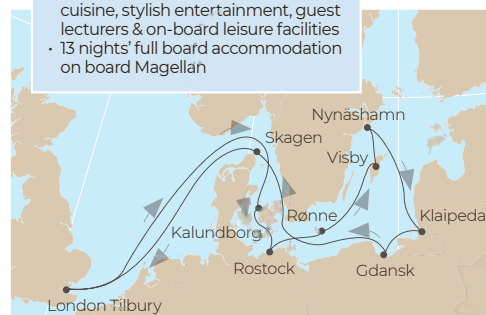 cuisine, stylish entertainment, guest
lecturers & on-board leisure facilities
· 13 nights’ full board accommodation
on board Magellan
Nynäshamn
Skagen
Visby
Rønne
Klaipeda
Kalundborg
Rostock
Gdansk
London Tilbury